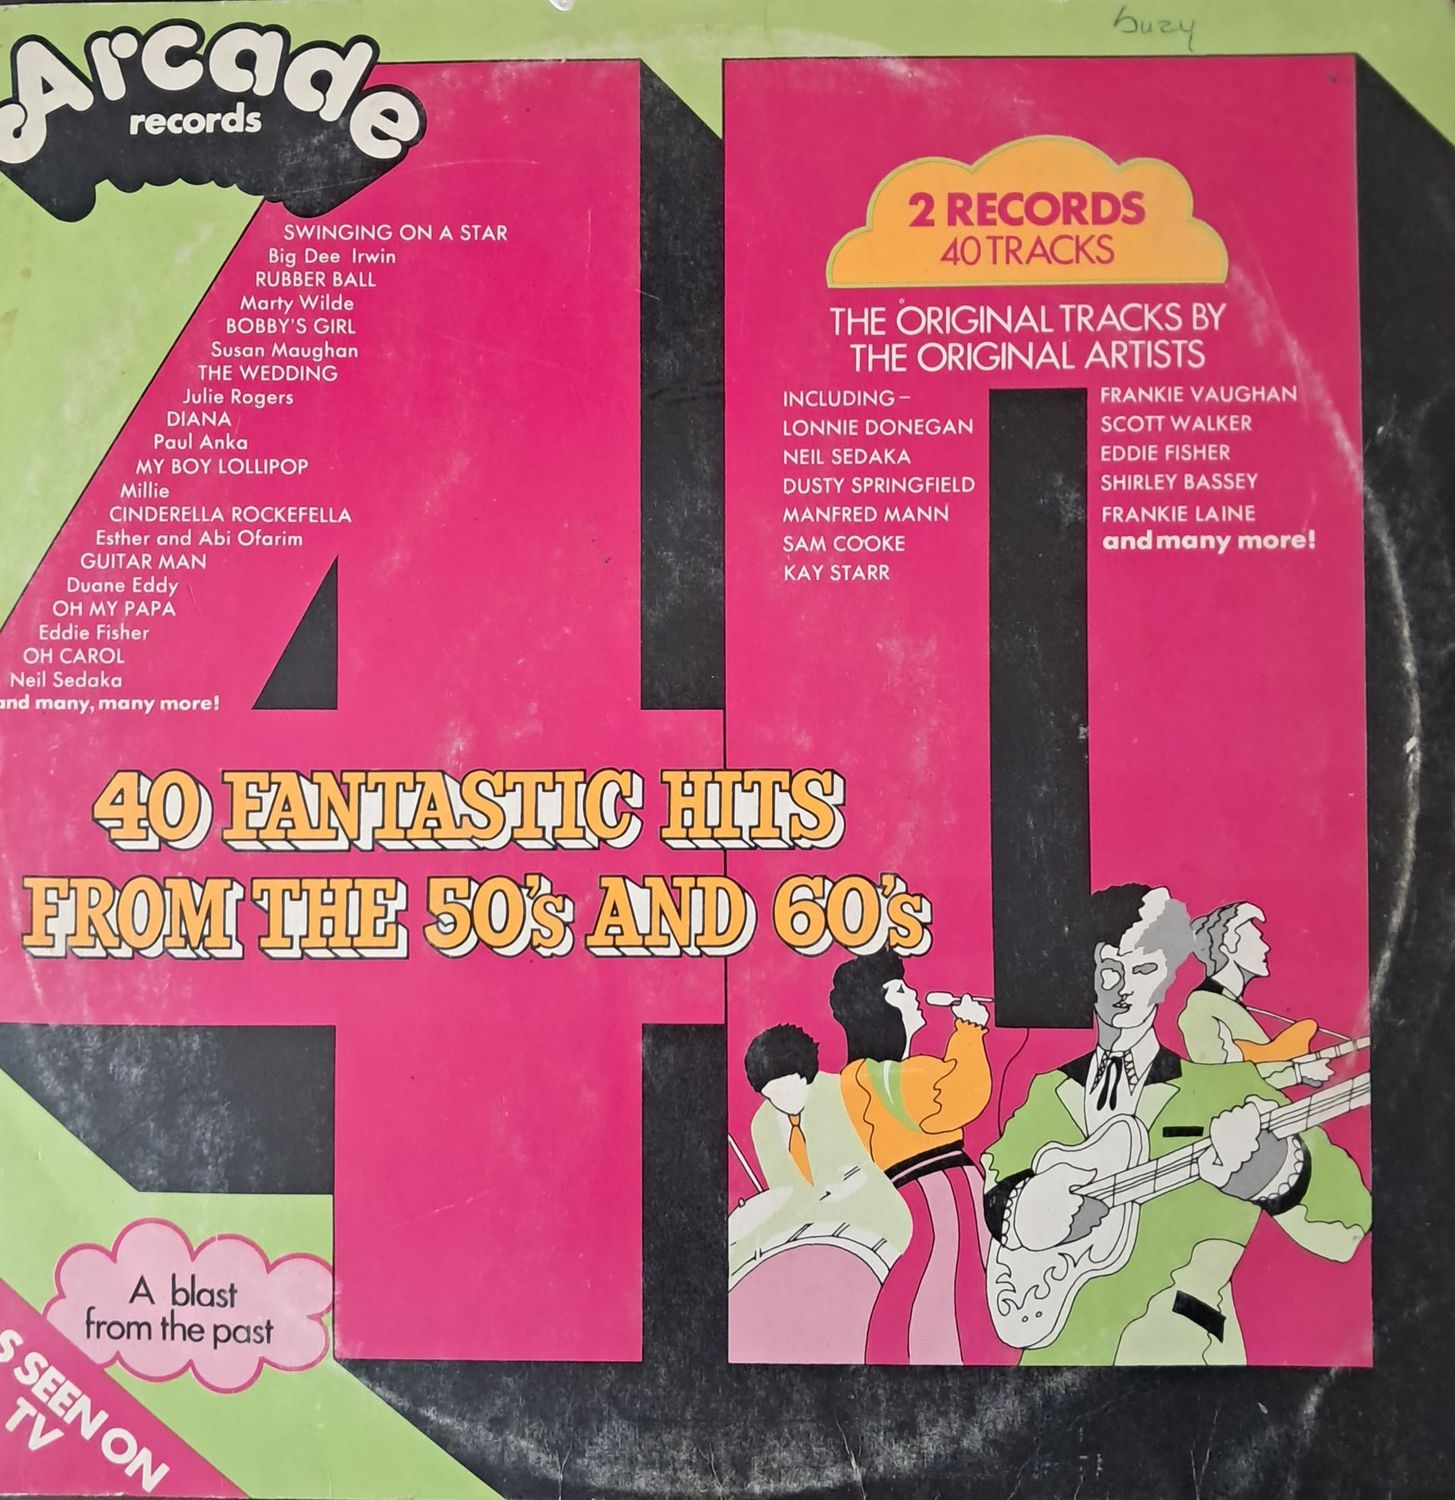 Suzy
Arcade
records
SWINGING ON A STAR
Big Dee Irwin
RUBBER BALL
Marty Wilde
BOBBY'S GIRL
Susan Maughan
THE WEDDING
Julie Rogers
DIANA
Paul Anka
MY BOY LOLLIPOP
Millie
CINDERELLA ROCKEFELLA
Esther and Abi Ofarim
GUITAR MAN
Duane Eddy
OH MY PAPA
Eddie Fisher
OH CAROL
Neil Sedaka
and many, many more!
40
2 RECORDS
40 TRACKS
THE ORIGINAL TRACKS BY
THE ORIGINAL ARTISTS
INCLUDING –
LONNIE DONEGAN
NEIL SEDAKA
DUSTY SPRINGFIELD
MANFRED MANN
SAM COOKE
KAY STARR
FRANKIE VAUGHAN
SCOTT WALKER
EDDIE FISHER
SHIRLEY BASSEY
FRANKIE LAINE
and many more!
40 FANTASTIC HITS
FROM THE 50's AND 60's
A blast
from the past
S SEEN ON
TV